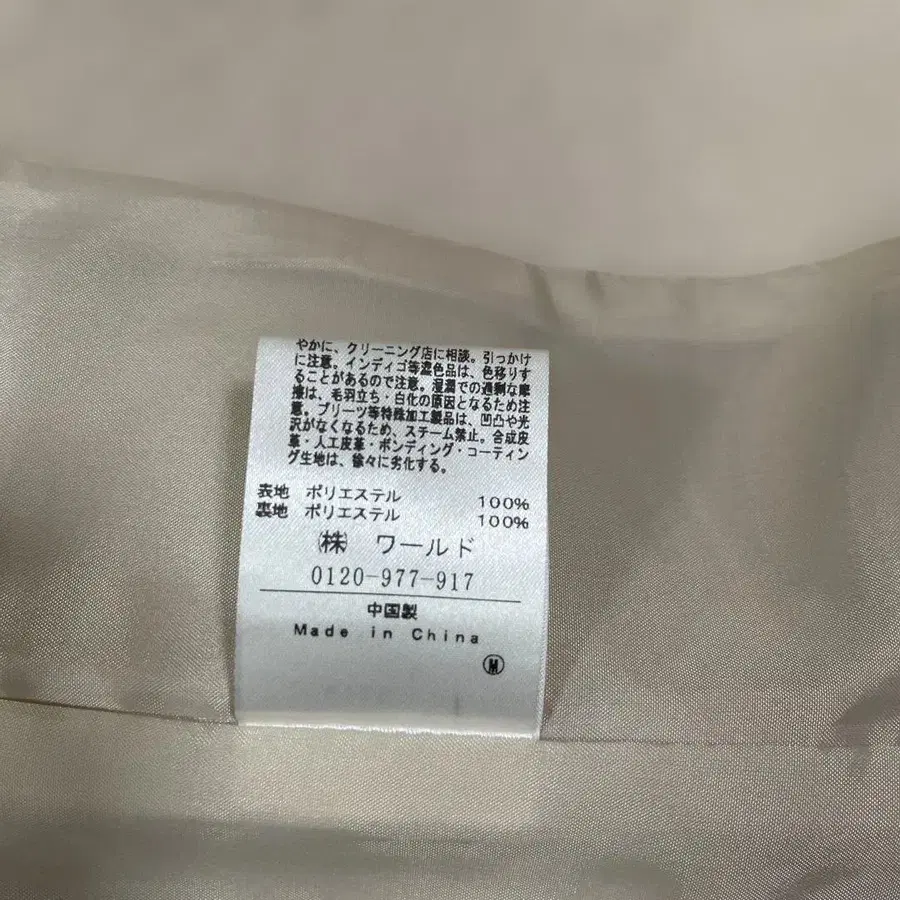 やかに、クリーニング店に相談。引っかけ
に注意。インディゴ等濃色品は、色移りす
ることがあるので注意。湿潤での過剰な摩
擦は、毛羽立ち・白化の原因となるため注
意。プリーツ等特殊加工製品は、凹凸や光
沢がなくなるため、スチーム禁止。合成皮
革・人工皮革・ボンディング・コーティン
グ生地は、徐々に劣化する。
表地 ポリエステル 100%
裏地 ポリエステル 100%
㈱ ワールド
0120-977-917
中国製
Made in China
Ⓜ